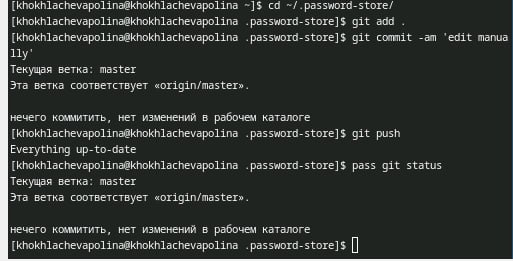 [khokhlachevapolina@khokhlachevapolina ~]$ cd ~/.password-store/
[khokhlachevapolina@khokhlachevapolina .password-store]$ git add .
[khokhlachevapolina@khokhlachevapolina .password-store]$ git commit -am 'edit manua
lly'
Текущая ветка: master
Эта ветка соответствует «origin/master».
нечего коммитить, нет изменений в рабочем каталоге
[khokhlachevapolina@khokhlachevapolina .password-store]$ git push
Everything up-to-date
[khokhlachevapolina@khokhlachevapolina .password-store]$ pass git status
Текущая ветка: master
Эта ветка соответствует «origin/master».
нечего коммитить, нет изменений в рабочем каталоге
[khokhlachevapolina@khokhlachevapolina .password-store]$